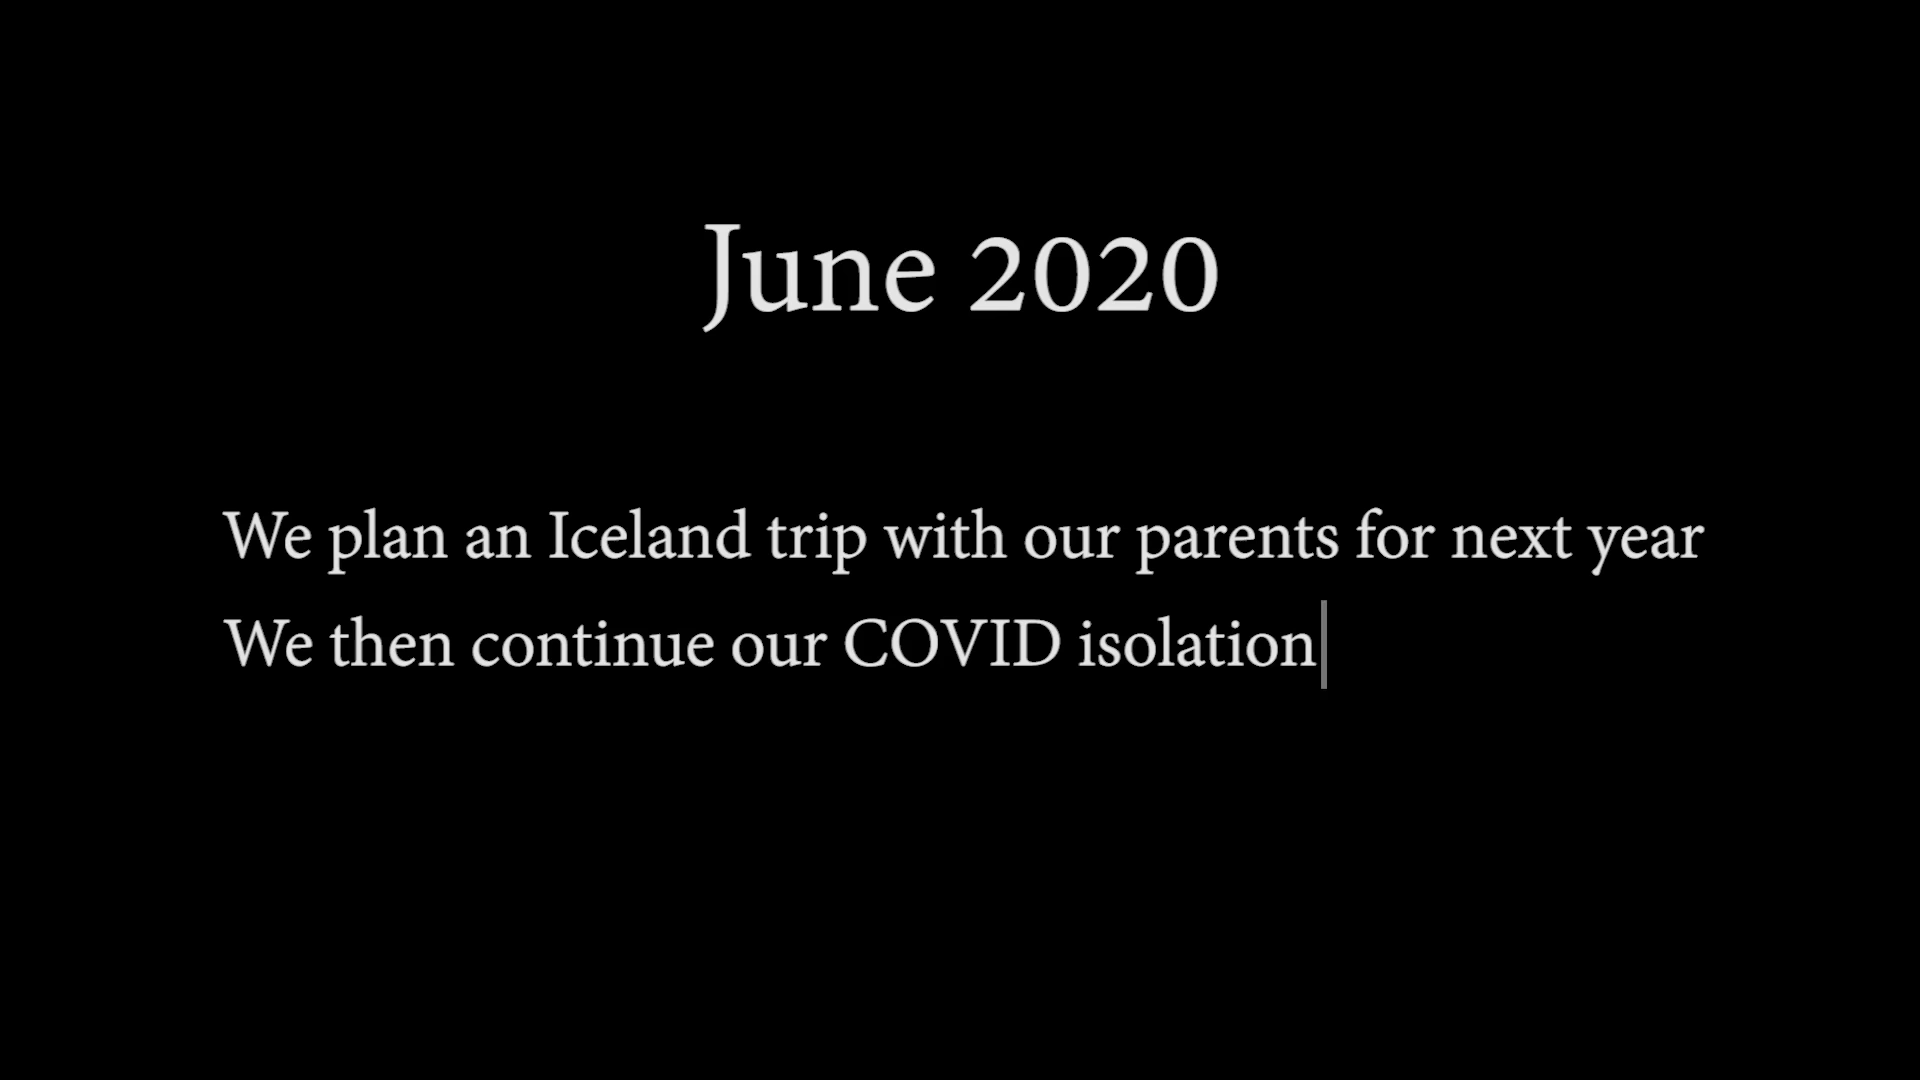 June 2020
We plan an Iceland trip with our parents for next year
We then continue our COVID isolation